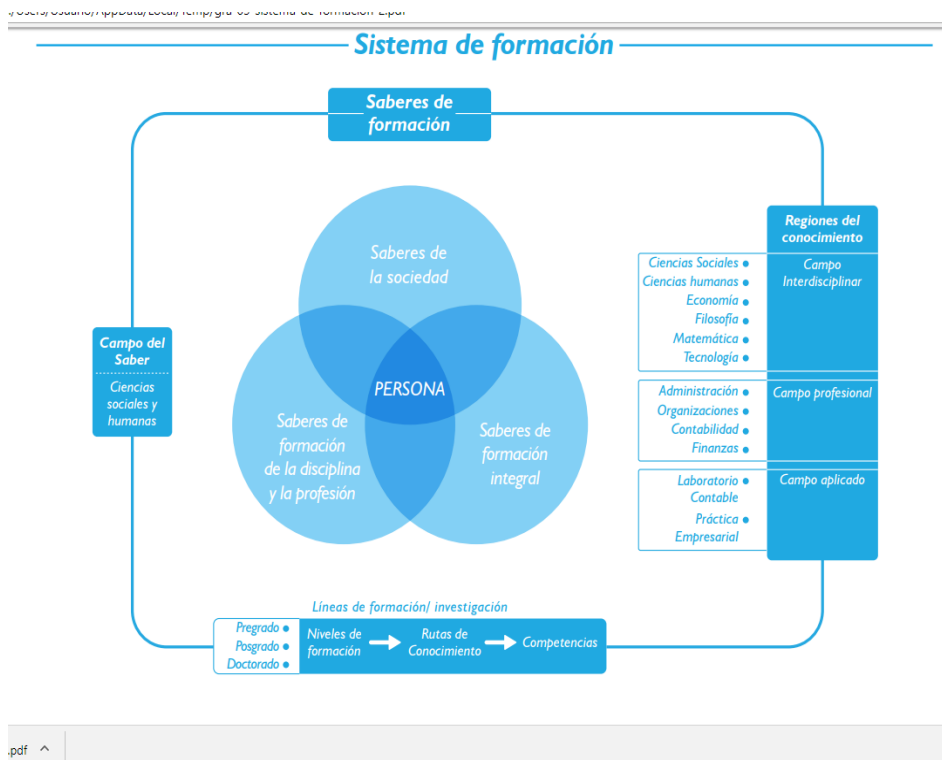 Sistema de formación
Saberes de
formación
Saberes de
la sociedad
PERSONA
Saberes de
formación
de la disciplina
y la profesión
Saberes de
formación
integral
Campo del
Saber
Ciencias
sociales y
humanas
Regiones del
conocimiento
Ciencias Sociales
Ciencias humanas
Economía
Filosofía
Matemática
Tecnología
Campo
Interdisciplinar
Administración
Organizaciones
Contabilidad
Finanzas
Campo profesional
Laboratorio
Contable
Práctica
Empresarial
Campo aplicado
Líneas de formación/ investigación
Pregrado
Posgrado
Doctorado
Niveles de
formación
Rutas de
Conocimiento
Competencias
.pdf